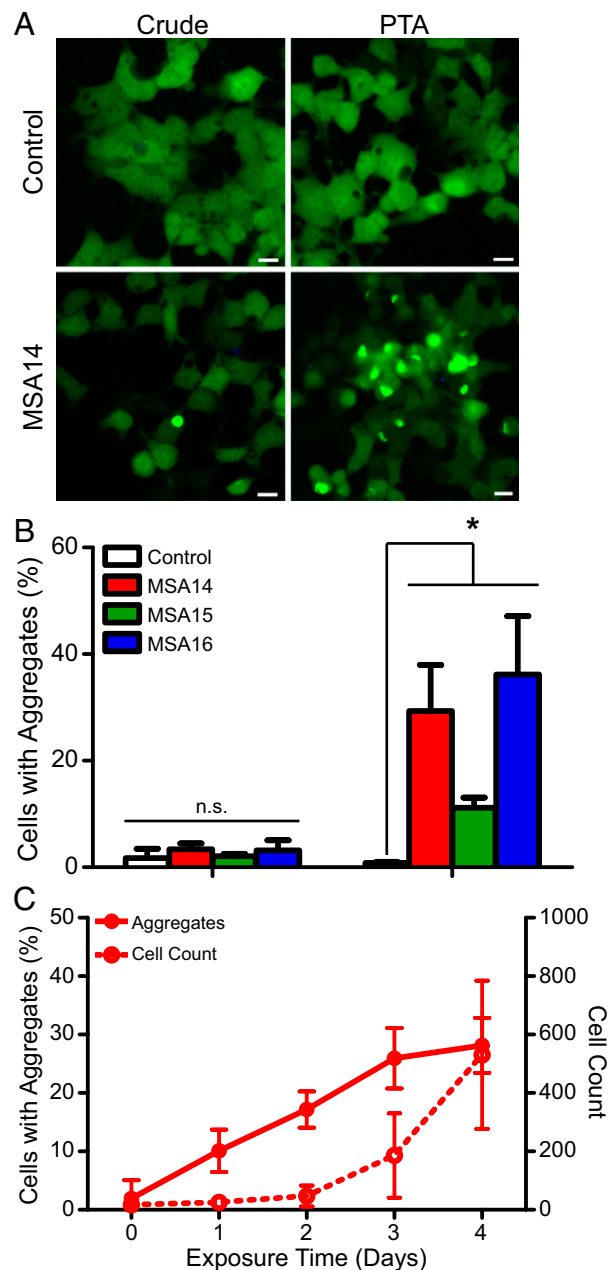 A
Crude
PTA
Control
MSA14
B
Cells with Aggregates (%)
60
40
20
0
Control
MSA14
MSA15
MSA16
n.s.
*
C
Cells with Aggregates (%)
50
40
30
20
10
0
Aggregates
Cell Count
1000
800
600
400
200
0
Cell Count
0 1 2 3 4
Exposure Time (Days)